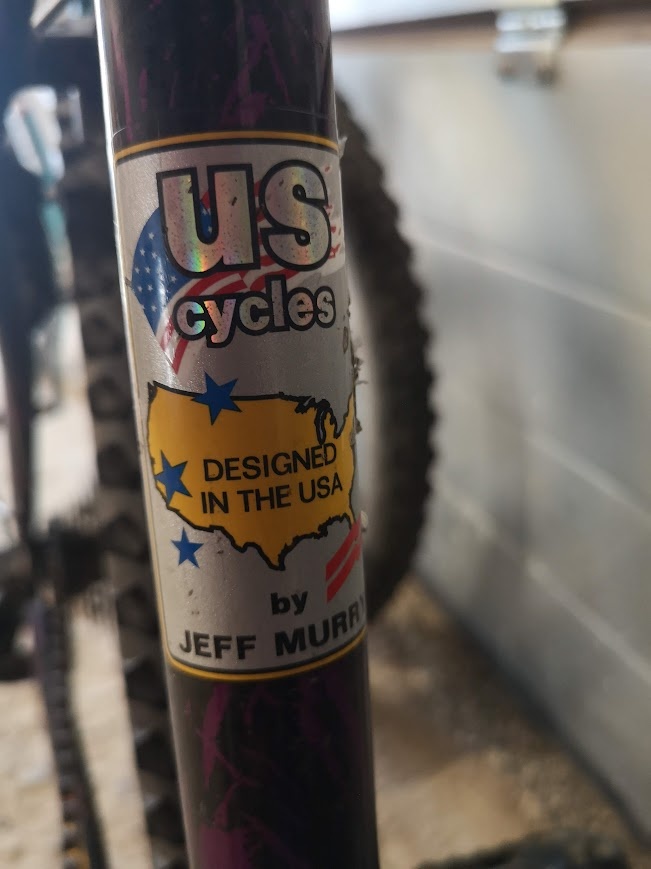 us
cycles
DESIGNED
IN THE USA
by
JEFF MURRY